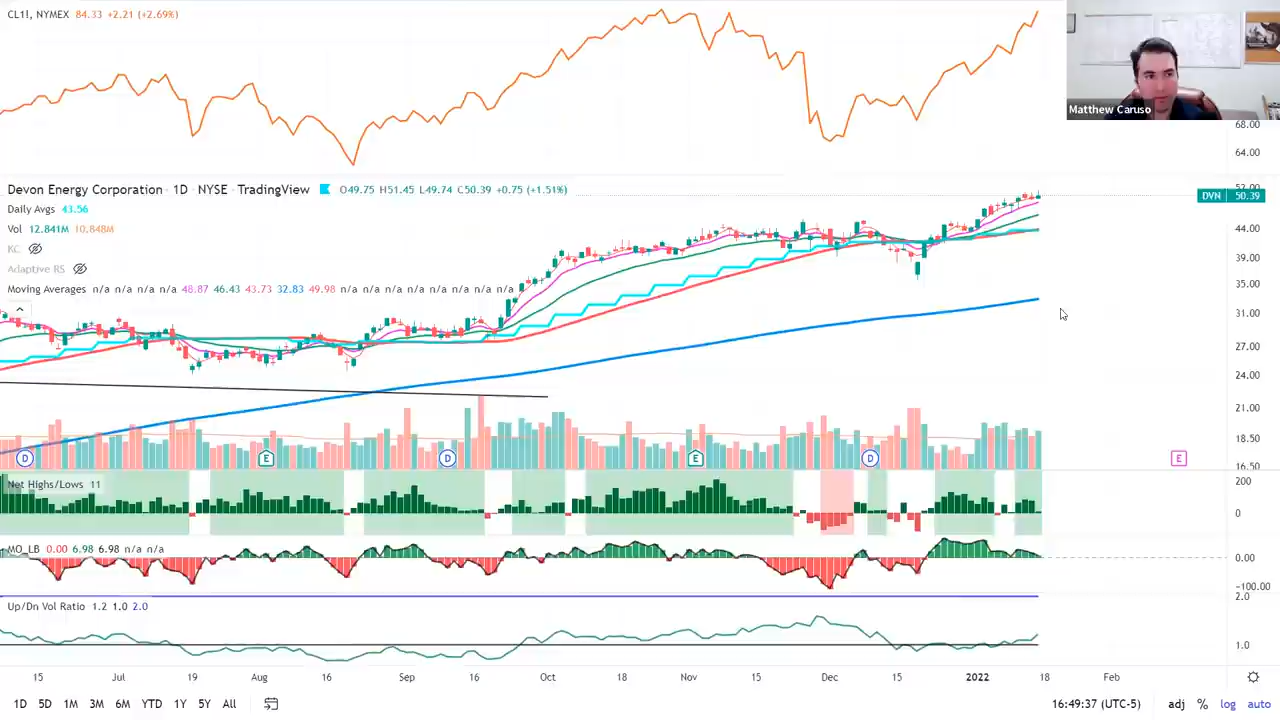 CL1!, NYMEX 84.33 +2.21 (+2.69%)
Matthew Caruso
68.00
64.00
Devon Energy Corporation · 1D · NYSE · TradingView O49.75 H51.45 L49.74 C50.39 +0.75 (+1.51%)
52.00
DVN 50.39
Daily Avgs 43.56
Vol 12.841M 10.848M
44.00
KC
39.00
Adaptive RS
35.00
Moving Averages n/a n/a n/a n/a 48.87 46.43 43.73 32.83 49.98 n/a n/a n/a n/a n/a n/a n/a n/a n/a n/a
31.00
27.00
24.00
21.00
18.50
D E D E D E
16.50
Net Highs/Lows 11
200
0
MO_LB 0.00 6.98 6.98 n/a n/a
0.00
−100.00
2.0
Up/Dn Vol Ratio 1.2 1.0 2.0
1.0
15 Jul 19 Aug 16 Sep Oct 18 Nov 15 Dec 15 2022 18 Feb
1D 5D 1M 3M 6M YTD 1Y 5Y All 16:49:37 (UTC-5) adj % log auto